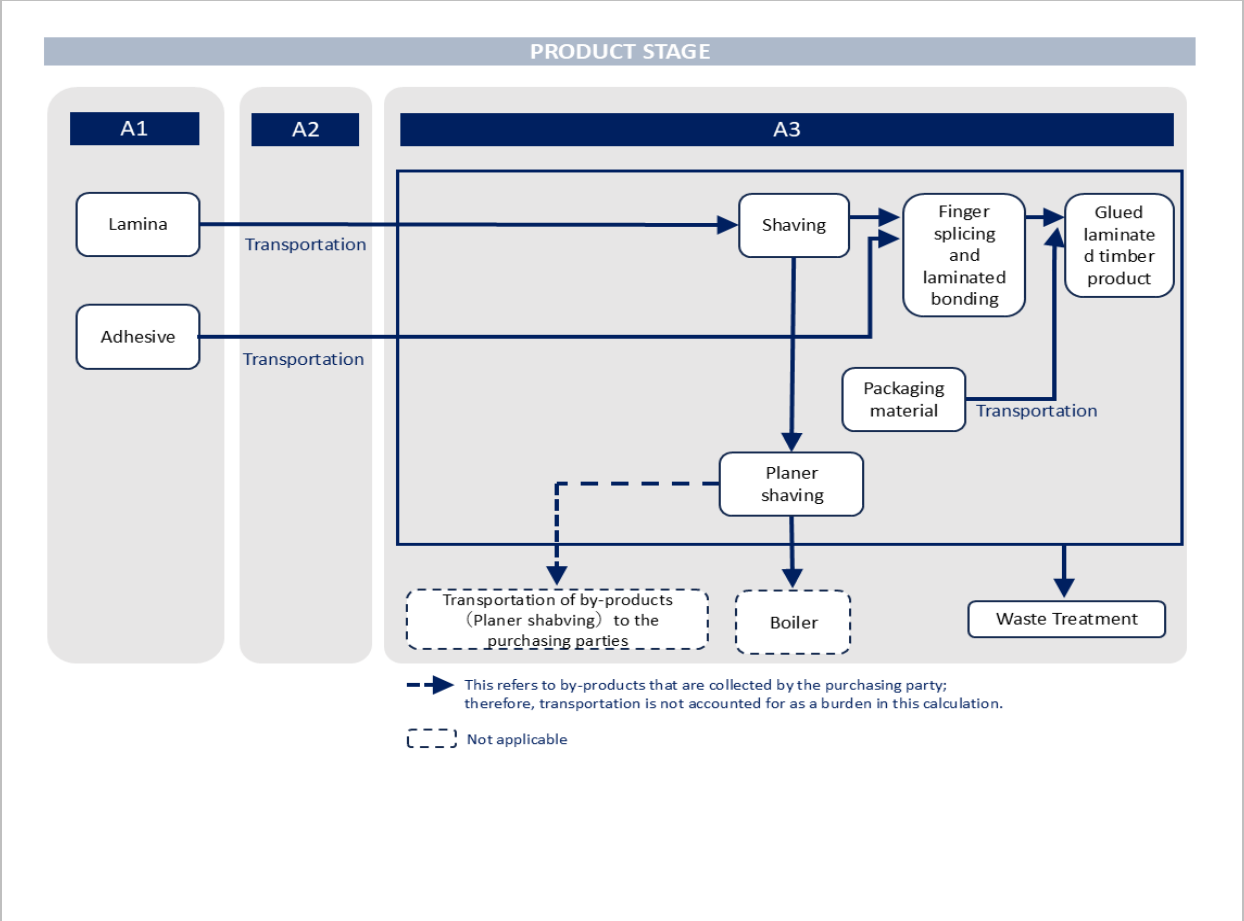 PRODUCT STAGE
A1
A2
A3
Lamina
Transportation
Shaving
Finger
splicing
and
laminated
bonding
Glued
laminate
d timber
product
Adhesive
Transportation
Packaging
material
Transportation
Planer
shaving
Transportation of by-products
（Planer shabving）to the
purchasing parties
Boiler
Waste Treatment
This refers to by-products that are collected by the purchasing party;
therefore, transportation is not accounted for as a burden in this calculation.
Not applicable